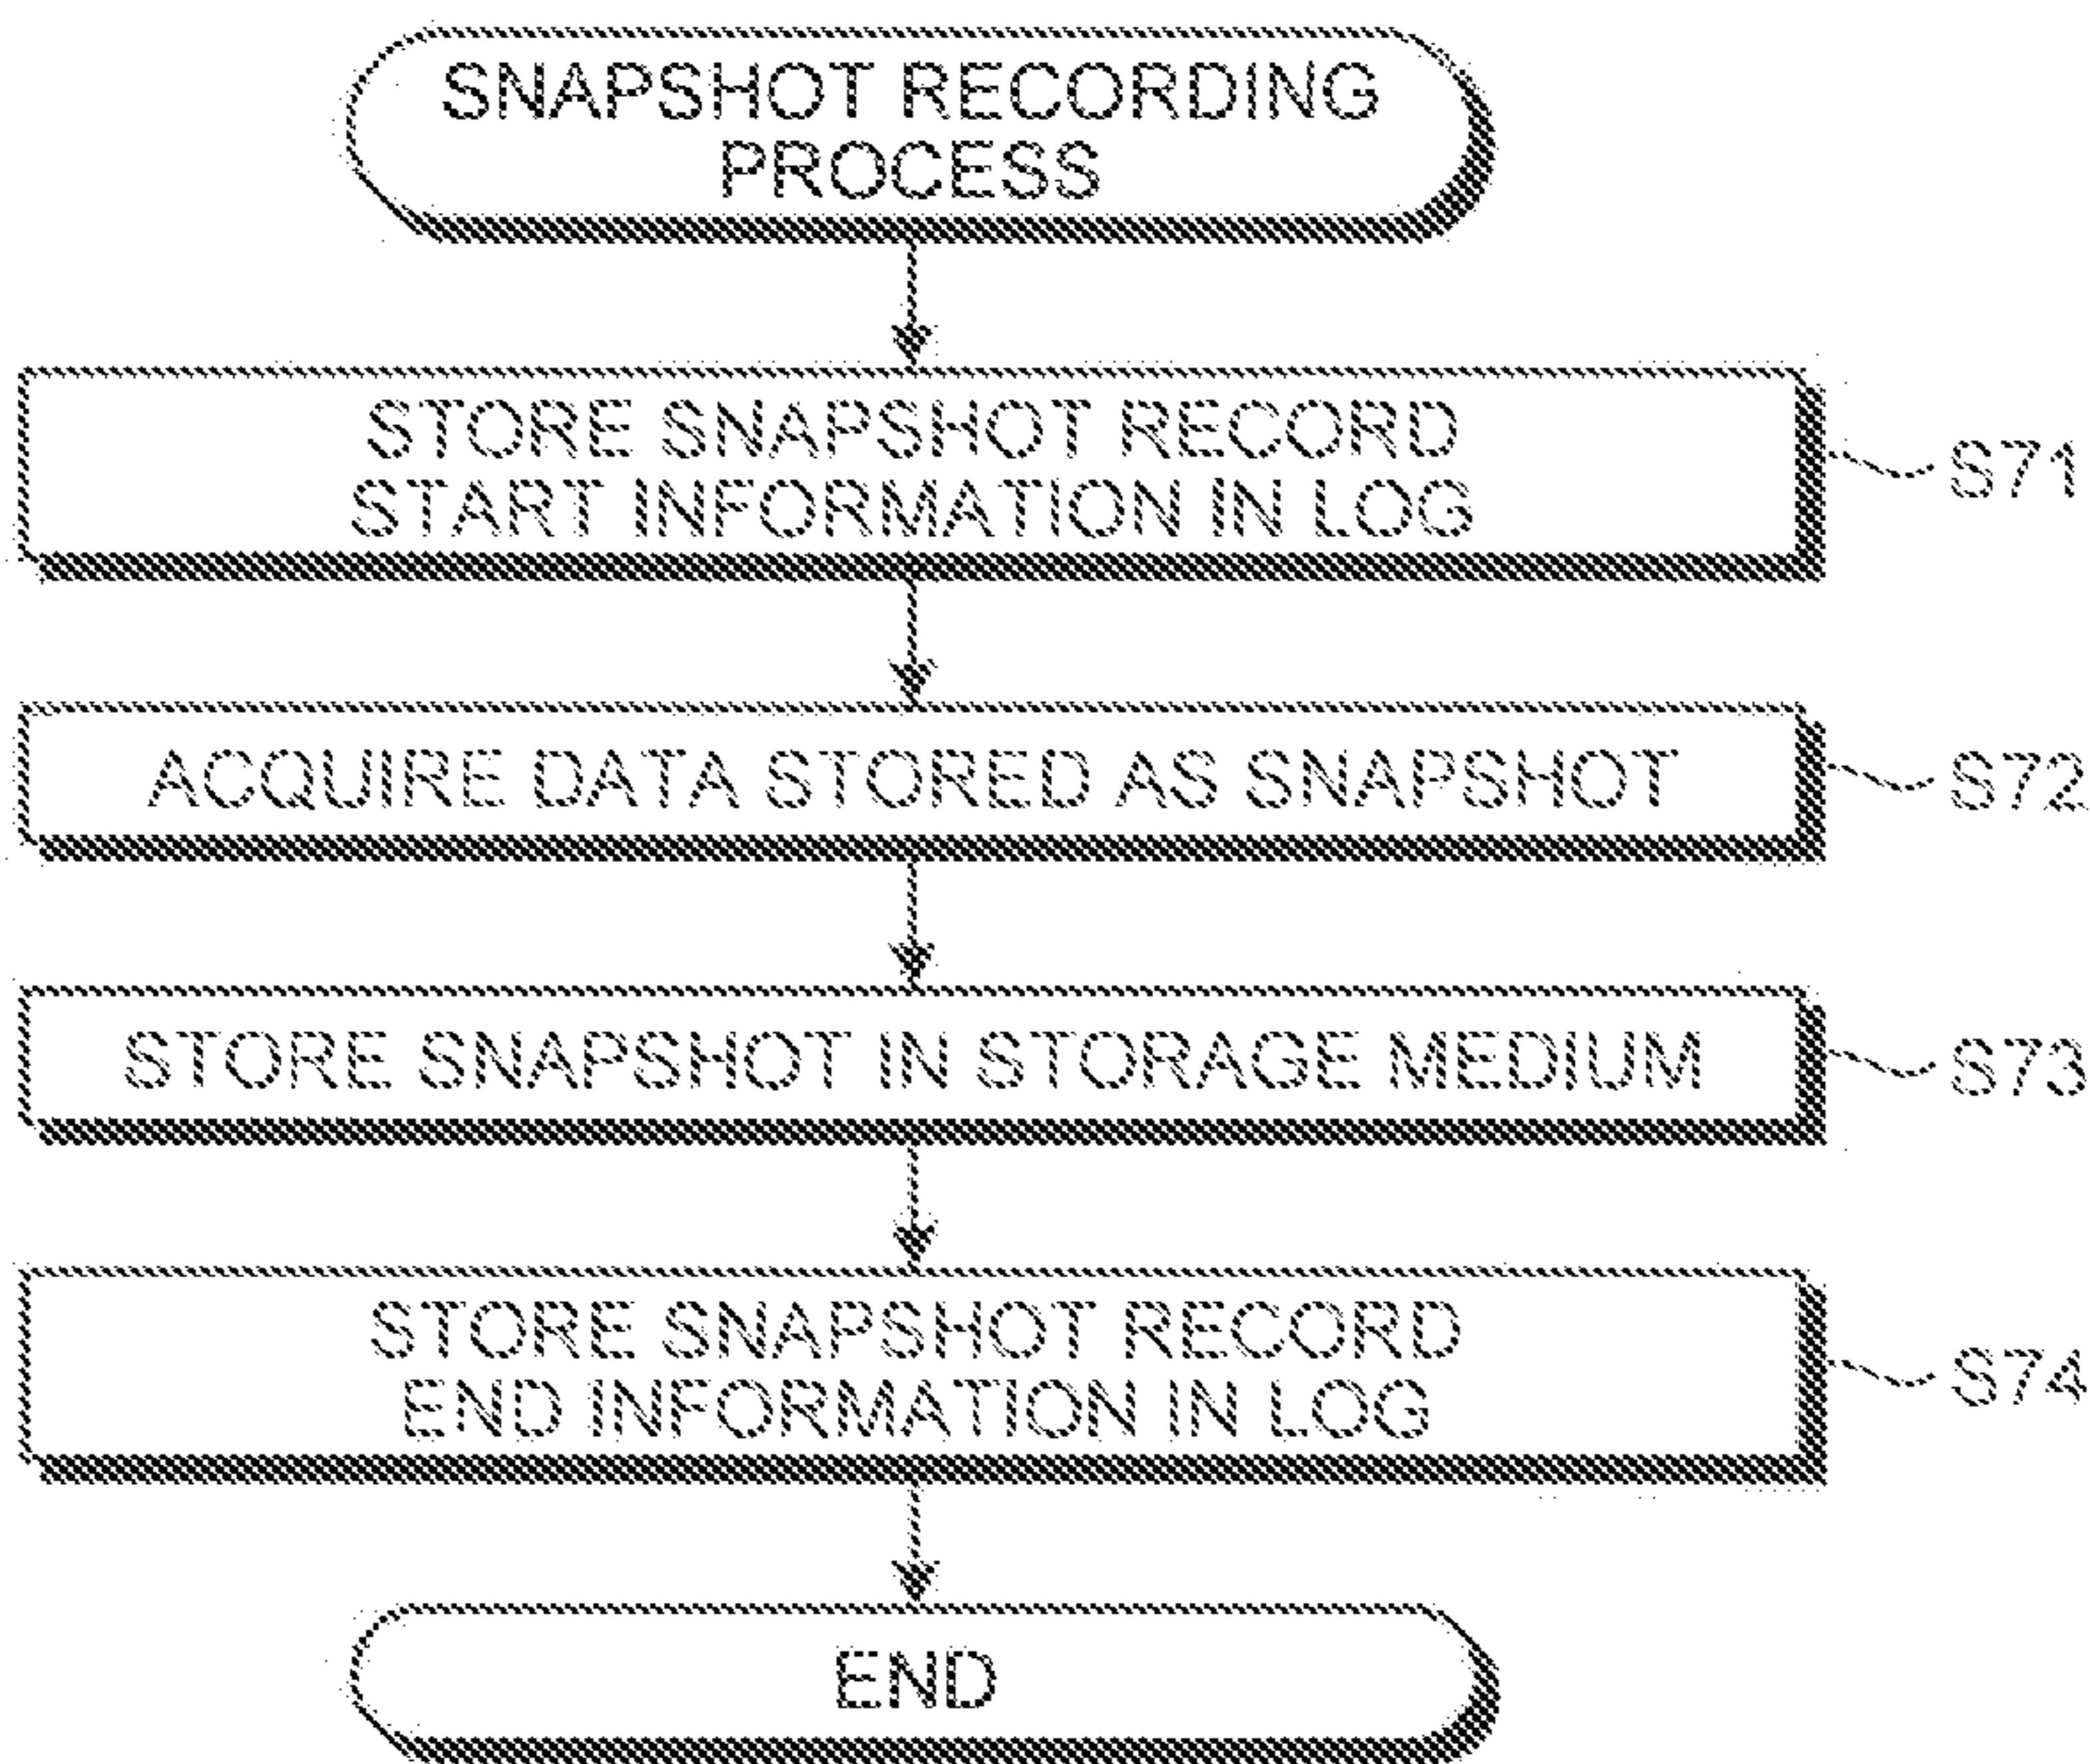 SNAPSHOT RECORDING
PROCESS
STORE SNAPSHOT RECORD
START INFORMATION IN LOG
S71
ACQUIRE DATA STORED AS SNAPSHOT
S72
STORE SNAPSHOT IN STORAGE MEDIUM
S73
STORE SNAPSHOT RECORD
END INFORMATION IN LOG
S74
END